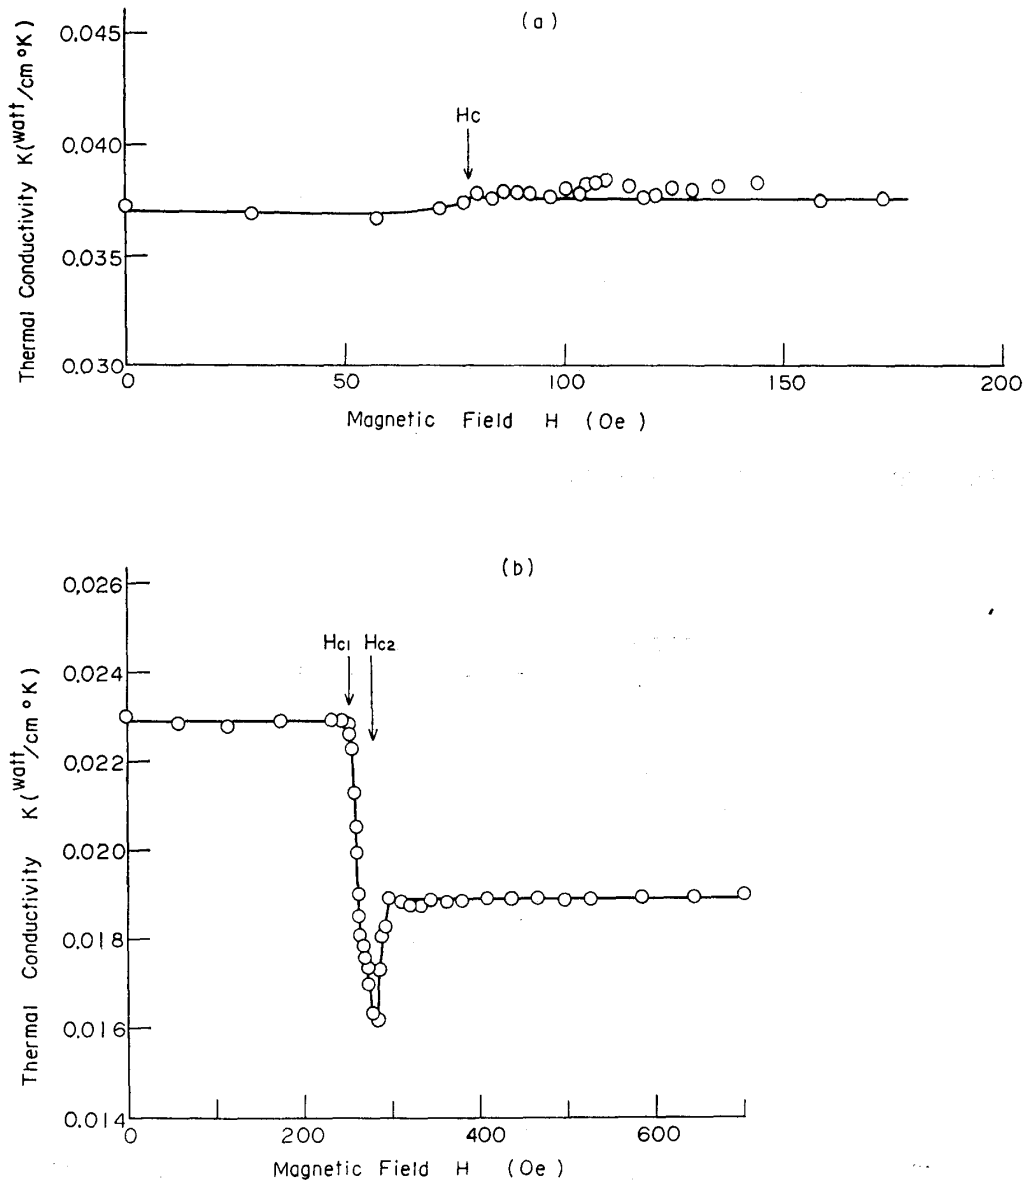 (a)
Thermal Conductivity K(Watt/cm °K)
0.045
0.040
0.035
0.030
Hc
0 50 100 150 200
Magnetic Field H (Oe)
(b)
Thermal Conductivity K(Watt/cm °K)
0.026
0.024
0.022
0.020
0.018
0.016
0.014
Hc1 Hc2
0 200 400 600
Magnetic Field H (Oe)